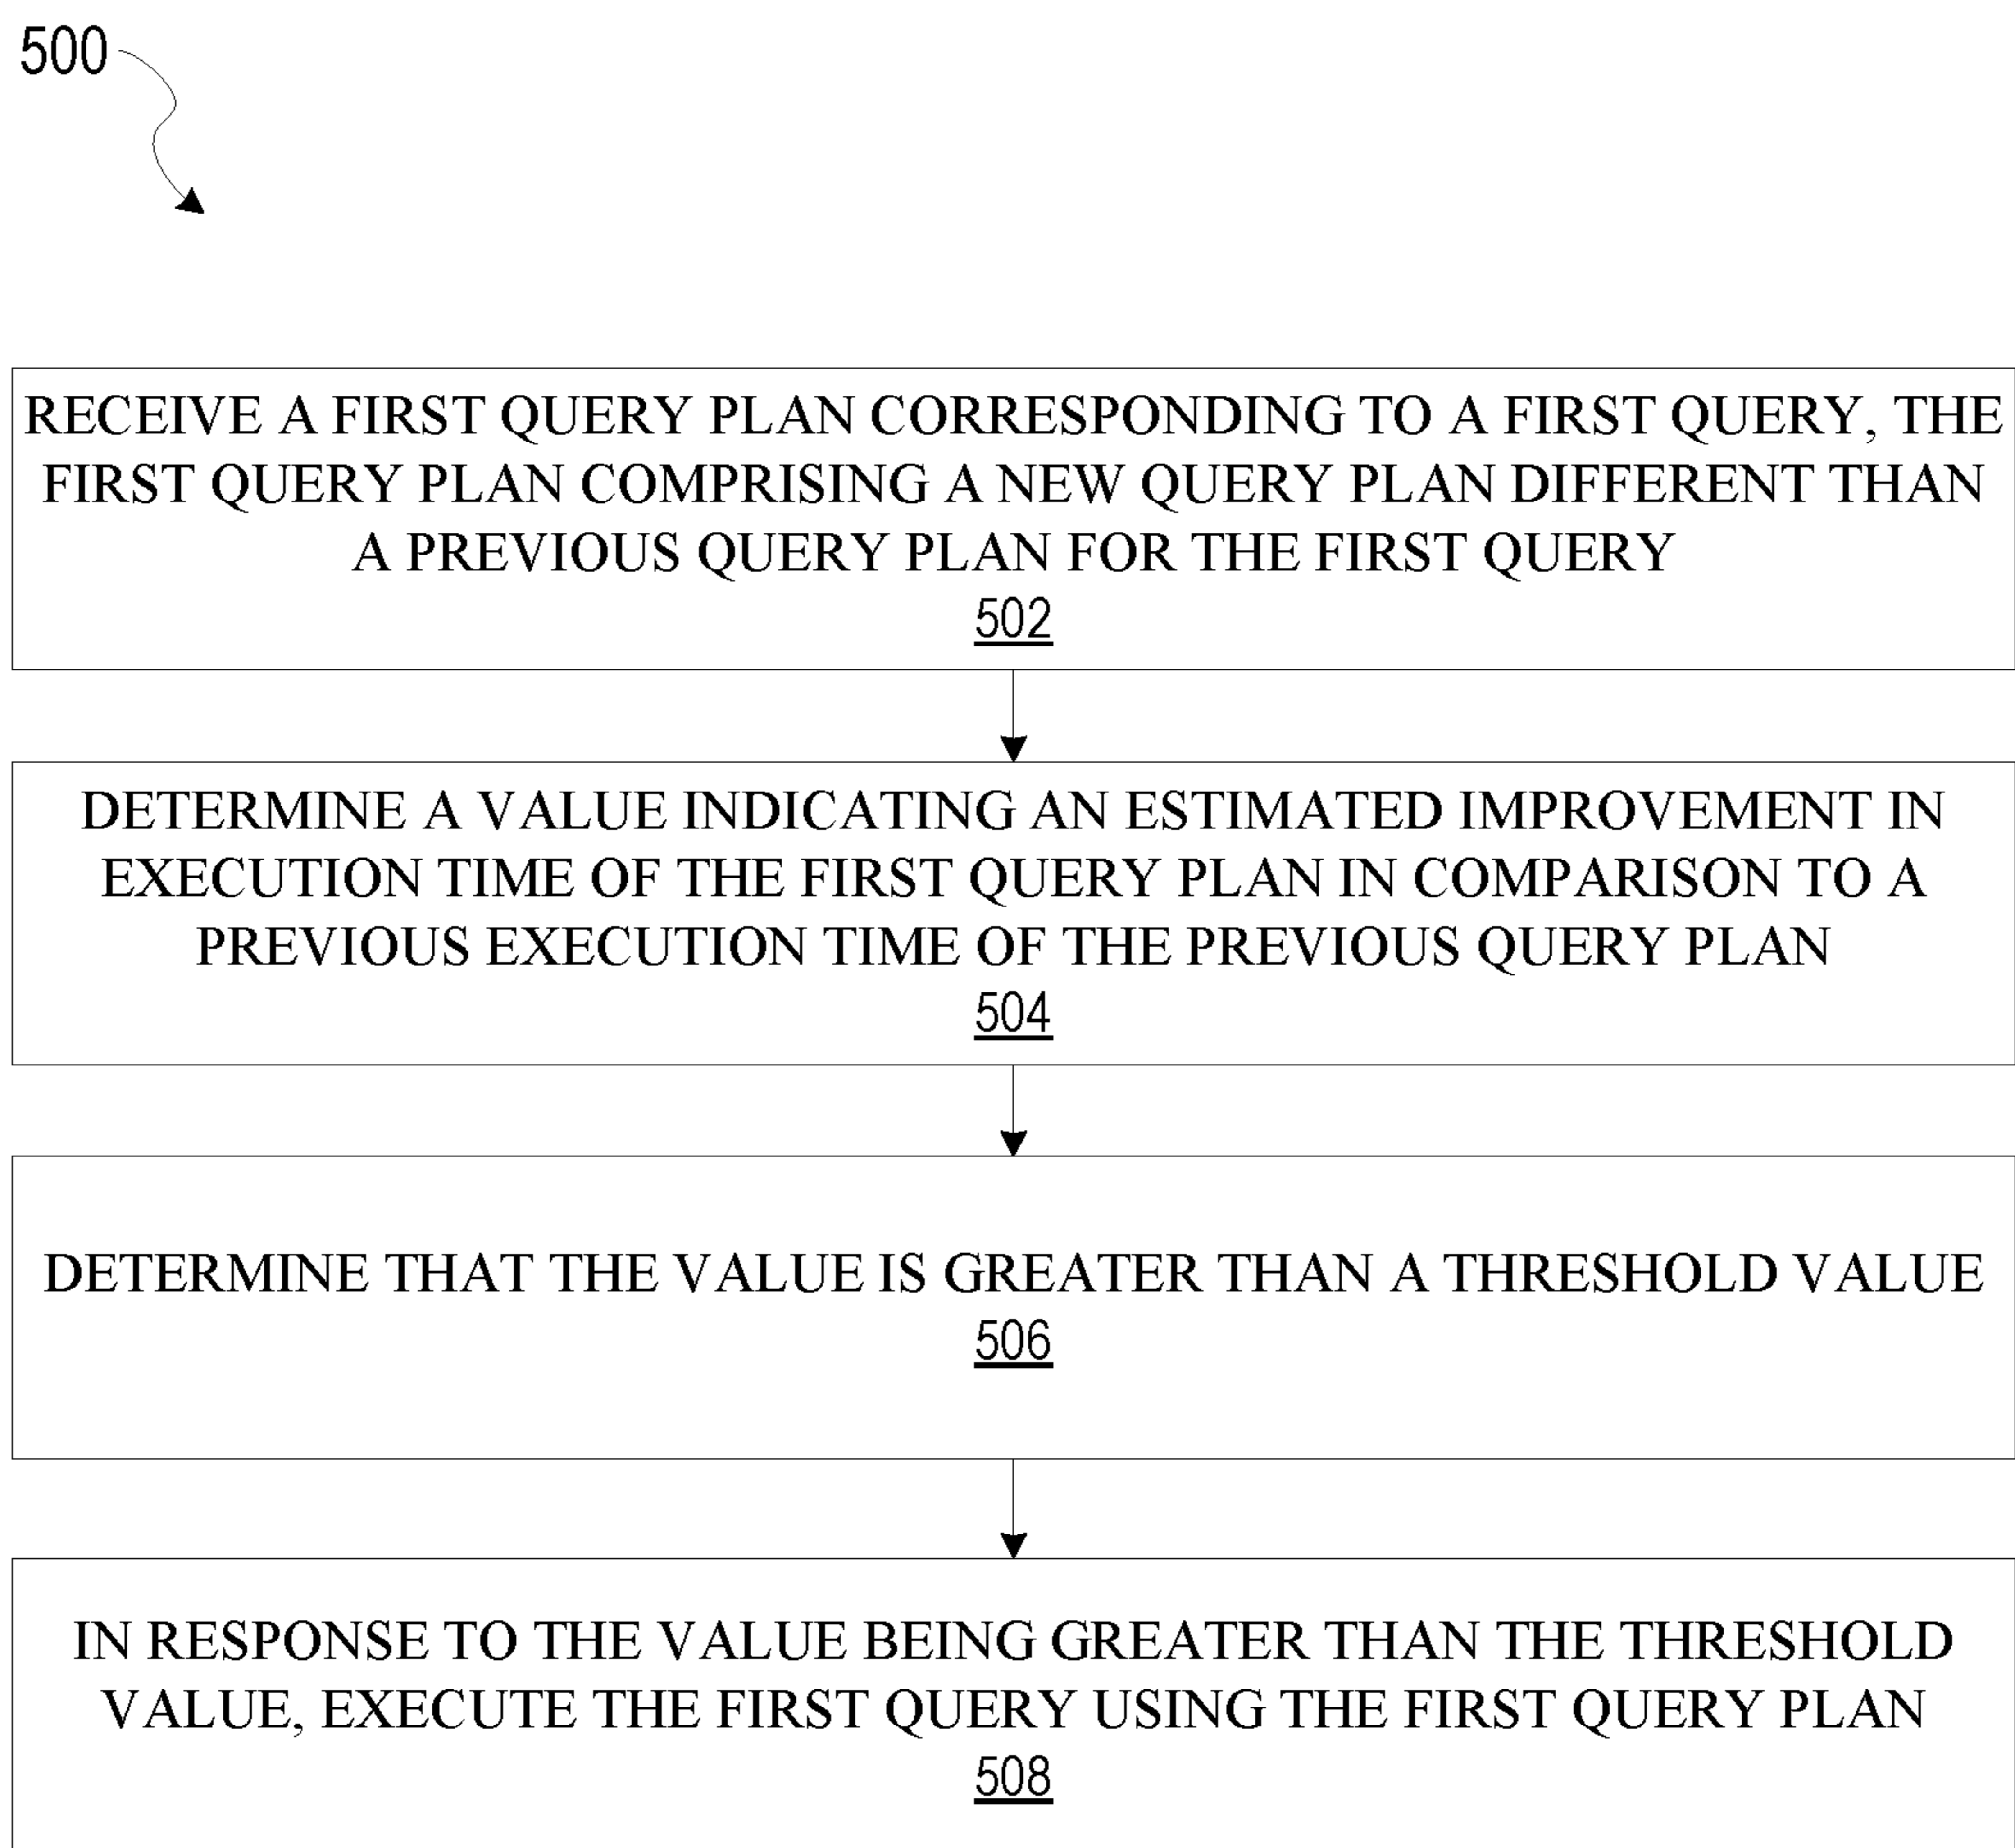 500
RECEIVE A FIRST QUERY PLAN CORRESPONDING TO A FIRST QUERY, THE
FIRST QUERY PLAN COMPRISING A NEW QUERY PLAN DIFFERENT THAN
A PREVIOUS QUERY PLAN FOR THE FIRST QUERY
502
DETERMINE A VALUE INDICATING AN ESTIMATED IMPROVEMENT IN
EXECUTION TIME OF THE FIRST QUERY PLAN IN COMPARISON TO A
PREVIOUS EXECUTION TIME OF THE PREVIOUS QUERY PLAN
504
DETERMINE THAT THE VALUE IS GREATER THAN A THRESHOLD VALUE
506
IN RESPONSE TO THE VALUE BEING GREATER THAN THE THRESHOLD
VALUE, EXECUTE THE FIRST QUERY USING THE FIRST QUERY PLAN
508